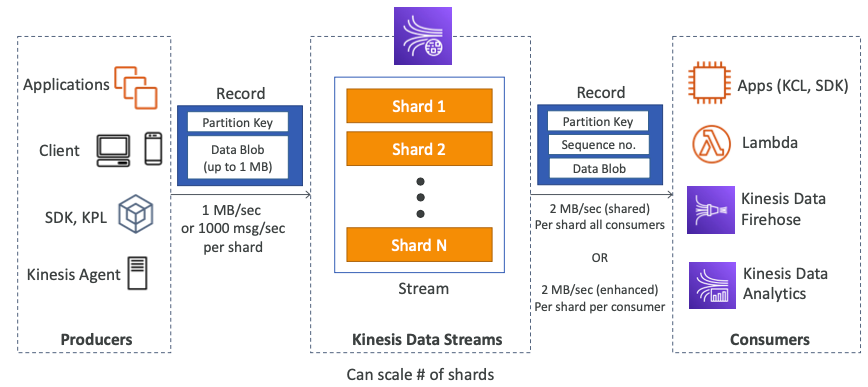 Applications
Client
SDK, KPL
Kinesis Agent
Producers
Record
Partition Key
Data Blob
(up to 1 MB)
1 MB/sec
or 1000 msg/sec
per shard
Shard 1
Shard 2
Shard N
Stream
Kinesis Data Streams
Can scale # of shards
Record
Partition Key
Sequence no.
Data Blob
2 MB/sec (shared)
Per shard all consumers
OR
2 MB/sec (enhanced)
Per shard per consumer
Apps (KCL, SDK)
Lambda
Kinesis Data
Firehose
Kinesis Data
Analytics
Consumers